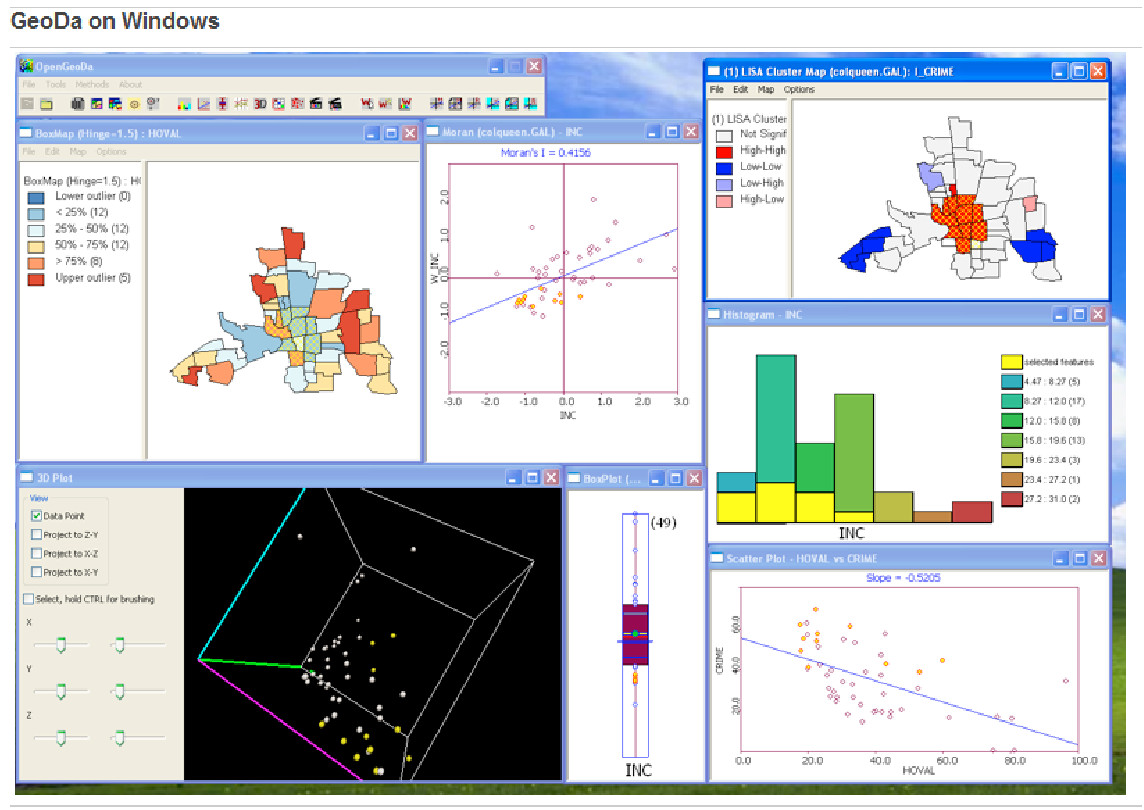 GeoDa on Windows
OpenGeoDa
File Tools Methods About
BoxMap (Hinge=1.5) : HOVAL
File Edit Map Options
BoxMap (Hinge=1.5) : H
Lower outlier (0)
< 25% (12)
25% - 50% (12)
50% - 75% (12)
> 75% (8)
Upper outlier (5)
Moran (colqueen.GAL) - INC
Moran's I = 0.4156
W_INC
2.0
1.0
0.0
-1.0
-2.0
-3.0 -2.0 -1.0 0.0 1.0 2.0 3.0
INC
(1) LISA Cluster Map (colqueen.GAL): I_CRIME
File Edit Map Options
(1) LISA Cluster
Not Signif
High-High
Low-Low
Low-High
High-Low
Histogram - INC
selected features
4.47 : 8.27 (5)
8.27 : 12.0 (17)
12.0 : 15.8 (8)
15.8 : 19.6 (13)
19.6 : 23.4 (3)
23.4 : 27.2 (1)
27.2 : 31.0 (2)
INC
3D Plot
View
Data Point
Project to Z-Y
Project to X-Z
Project to X-Y
Select, hold CTRL for brushing
X
Y
Z
BoxPlot (...
(49)
INC
Scatter Plot - HOVAL vs CRIME
Slope = -0.5205
CRIME
60.0
40.0
20.0
0.0 20.0 40.0 60.0 80.0 100.0
HOVAL